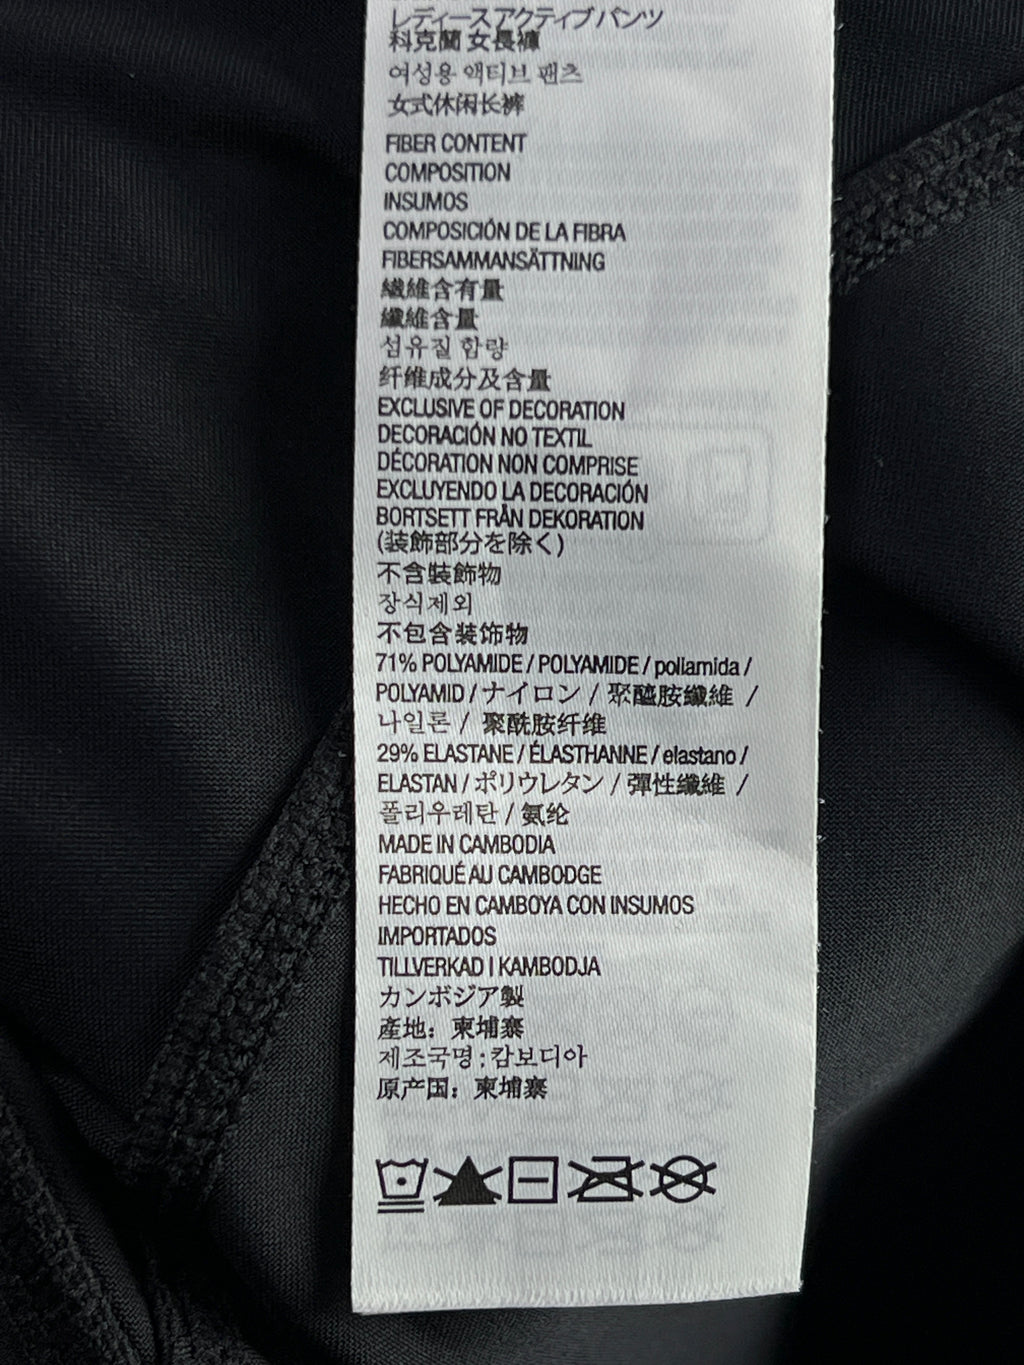 レディースアクティブパンツ
科克蘭 女長褲
여성용 액티브 팬츠
女式休闲长裤
FIBER CONTENT
COMPOSITION
INSUMOS
COMPOSICIÓN DE LA FIBRA
FIBERSAMMANSÄTTNING
繊維含有量
纖維含量
섬유질 함량
纤维成分及含量
EXCLUSIVE OF DECORATION
DECORACIÓN NO TEXTIL
DÉCORATION NON COMPRISE
EXCLUYENDO LA DECORACIÓN
BORTSETT FRÅN DEKORATION
(装飾部分を除く)
不含裝飾物
장식제외
不包含装饰物
71% POLYAMIDE / POLYAMIDE / poliamida /
POLYAMID / ナイロン / 聚醯胺纖維 /
나일론 / 聚酰胺纤维
29% ELASTANE / ÉLASTHANNE / elastano /
ELASTAN / ポリウレタン / 彈性纖維 /
폴리우레탄 / 氨纶
MADE IN CAMBODIA
FABRIQUÉ AU CAMBODGE
HECHO EN CAMBOYA CON INSUMOS
IMPORTADOS
TILLVERKAD I KAMBODJA
カンボジア製
產地：柬埔寨
제조국명 : 캄보디아
原产国：柬埔寨